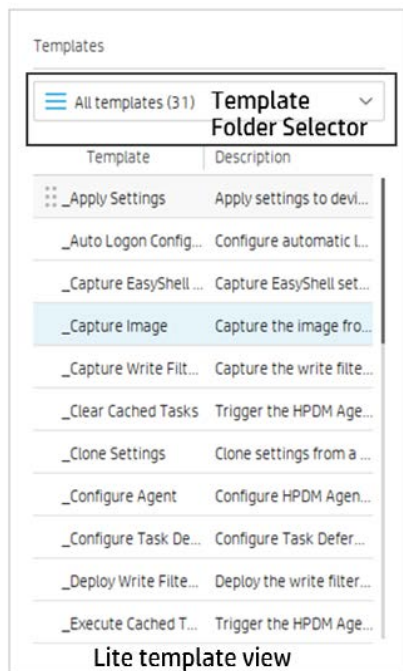 Templates
All templates (31)
Template
Folder Selector
Template Description
_Apply Settings Apply settings to devi...
_Auto Logon Config... Configure automatic l...
_Capture EasyShell ... Capture EasyShell set...
_Capture Image Capture the image fro...
_Capture Write Filt... Capture the write filte...
_Clear Cached Tasks Trigger the HPDM Age...
_Clone Settings Clone settings from a ...
_Configure Agent Configure HPDM Agen...
_Configure Task De... Configure Task Defer...
_Deploy Write Filte... Deploy the write filter...
_Execute Cached T... Trigger the HPDM Age...
Lite template view